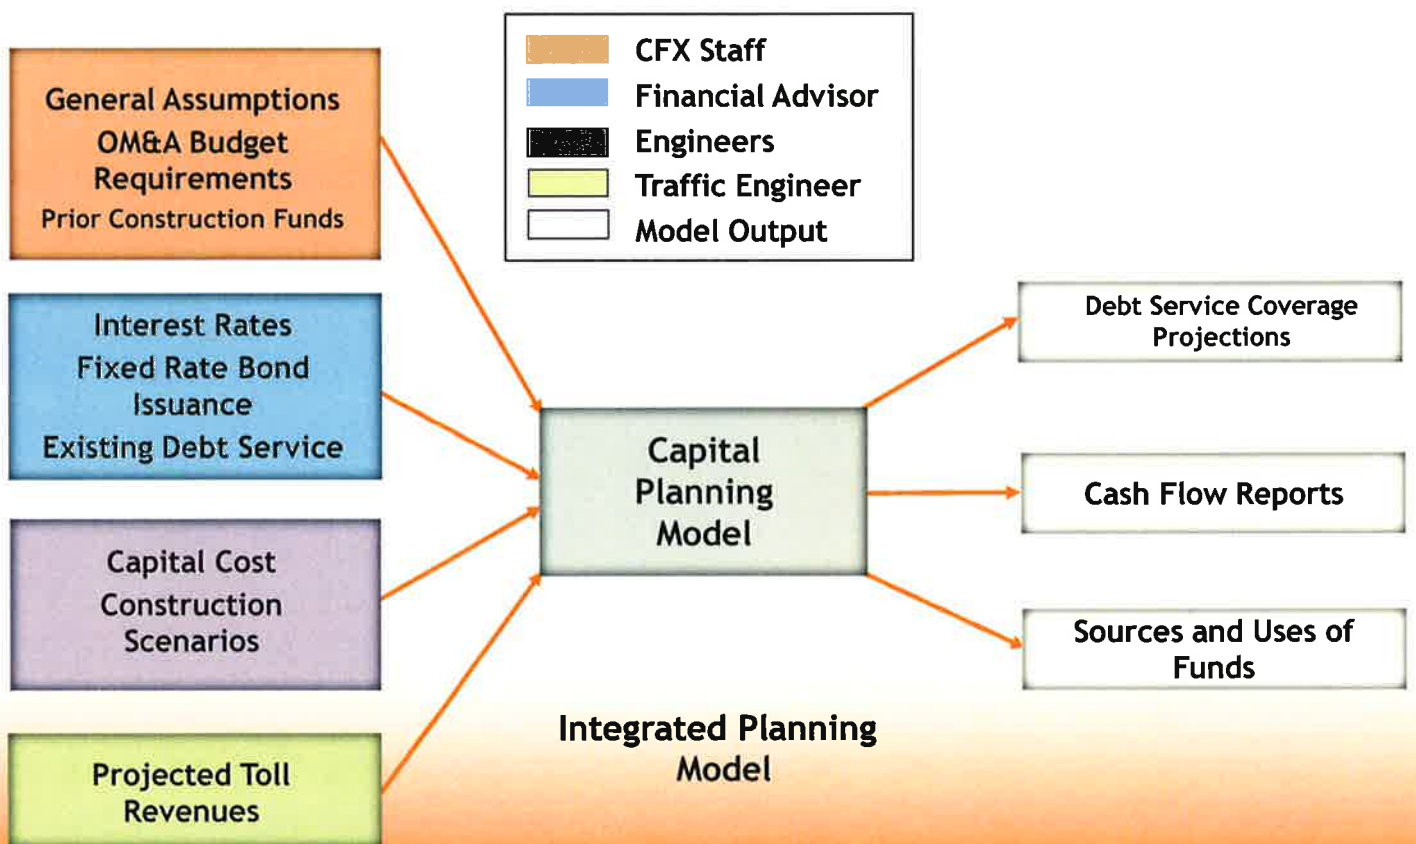 CFX Staff
Financial Advisor
Engineers
Traffic Engineer
Model Output
General Assumptions
OM&A Budget
Requirements
Prior Construction Funds
Interest Rates
Fixed Rate Bond
Issuance
Existing Debt Service
Capital Cost
Construction
Scenarios
Projected Toll
Revenues
Capital
Planning
Model
Debt Service Coverage
Projections
Cash Flow Reports
Sources and Uses of
Funds
Integrated Planning
Model